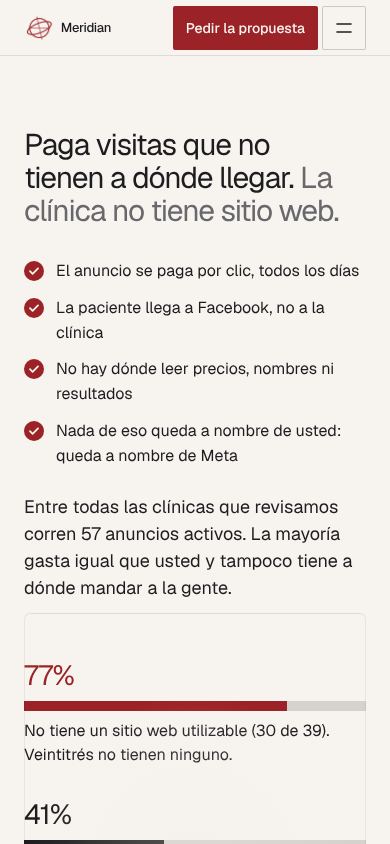 Meridian
Pedir la propuesta
Paga visitas que no
tienen a dónde llegar. La
clínica no tiene sitio web.
El anuncio se paga por clic, todos los días
La paciente llega a Facebook, no a la
clínica
No hay dónde leer precios, nombres ni
resultados
Nada de eso queda a nombre de usted:
queda a nombre de Meta
Entre todas las clínicas que revisamos
corren 57 anuncios activos. La mayoría
gasta igual que usted y tampoco tiene a
dónde mandar a la gente.
77%
No tiene un sitio web utilizable (30 de 39).
Veintitrés no tienen ninguno.
41%